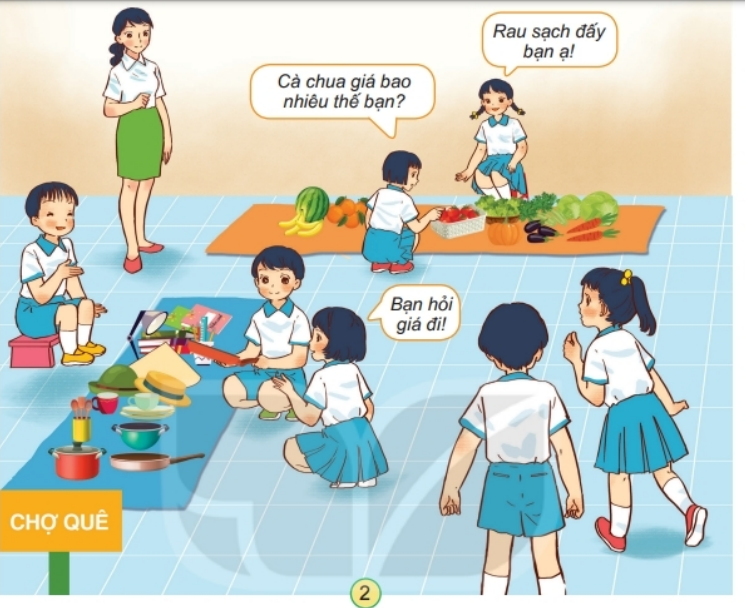 Rau sạch đấy
bạn ạ!
Cà chua giá bao
nhiêu thế bạn?
Bạn hỏi
giá đi!
CHỢ QUÊ
2